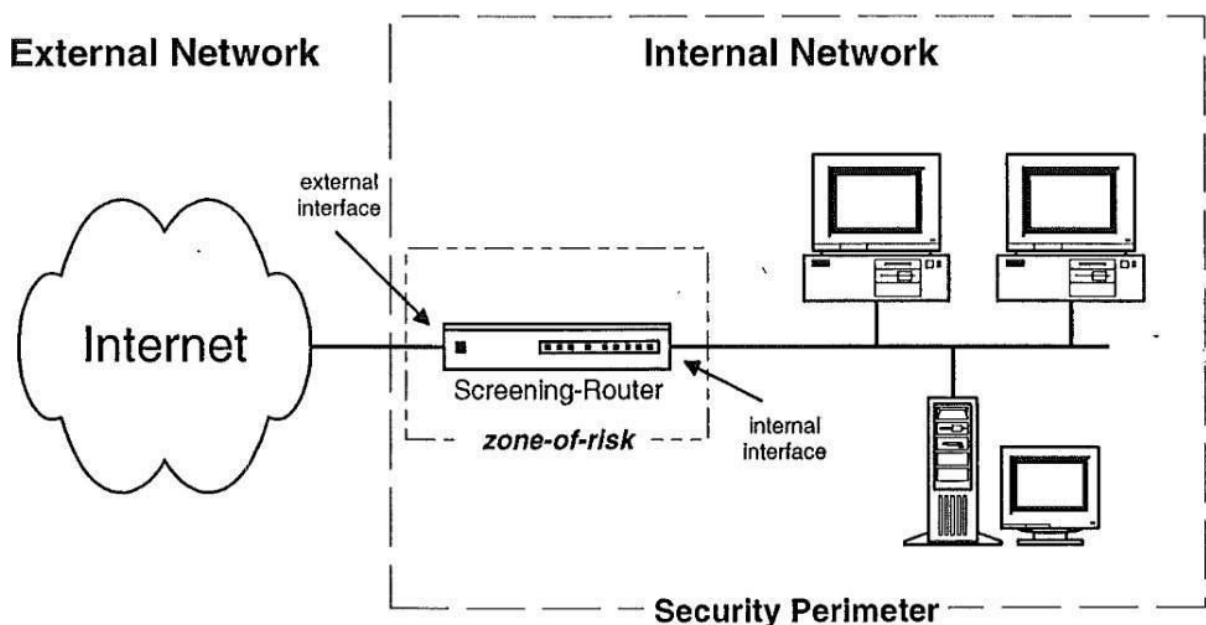 External Network
Internal Network
external
interface
Internet
Screening-Router
zone-of-risk
internal
interface
Security Perimeter